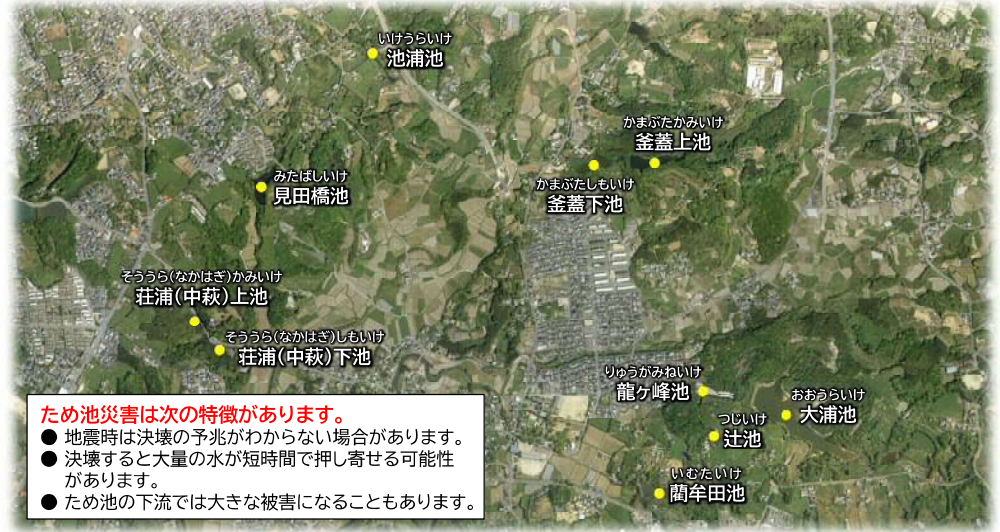 いけうらいけ
池浦池
かまぶたかみいけ
釜蓋上池
かまぶたしもいけ
釜蓋下池
みたばしいけ
見田橋池
そううら(なかはぎ)かみいけ
荘浦(中萩)上池
そううら(なかはぎ)しもいけ
荘浦(中萩)下池
りゅうがみねいけ
龍ヶ峰池
おおうらいけ
大浦池
つじいけ
辻池
いむたいけ
藺牟田池
ため池災害は次の特徴があります。
● 地震時は決壊の予兆がわからない場合があります。
● 決壊すると大量の水が短時間で押し寄せる可能性
があります。
● ため池の下流では大きな被害になることもあります。